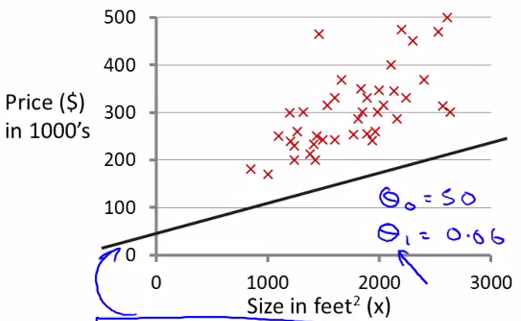 500
400
Price ($)
in 1000's
300
200
100
0
θ₀ = 50
θ₁ = 0.06
0
1000
2000
3000
Size in feet² (x)